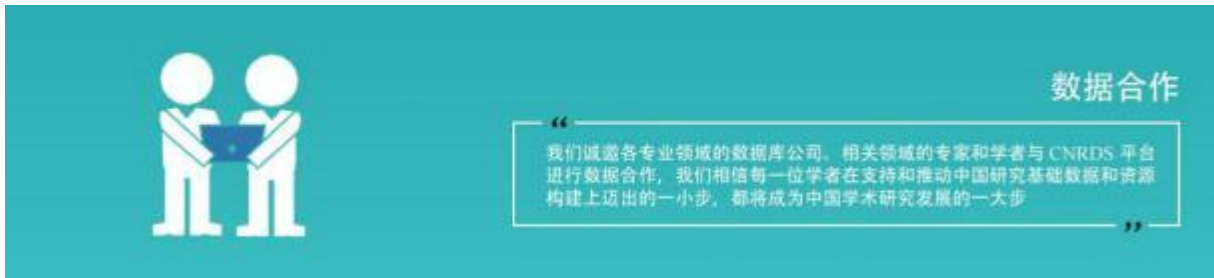 数据合作
“
我们诚邀各专业领域的数据库公司、相关领域的专家和学者与 CNRDS 平台
进行数据合作，我们相信每一位学者在支持和推动中国研究基础数据和资源
构建上迈出的一小步，都将成为中国学术研究发展的一大步
”